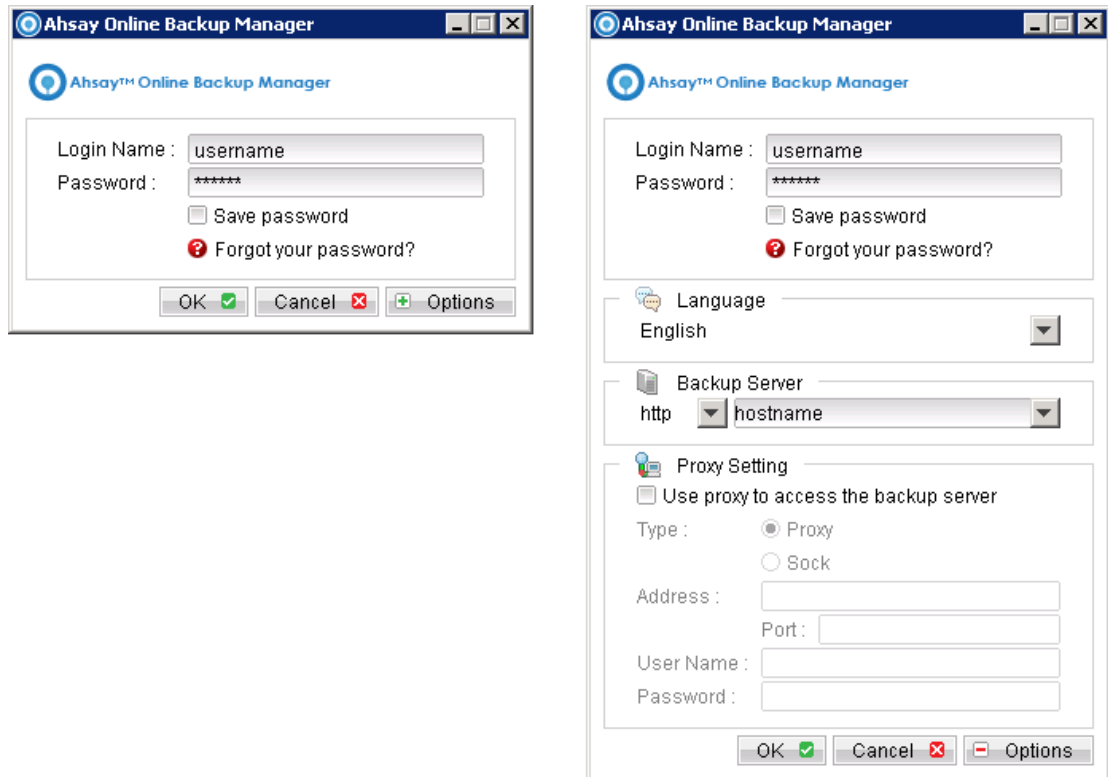 Ahsay Online Backup Manager
Ahsay™ Online Backup Manager
Login Name : username
Password : ******
Save password
Forgot your password?
OK Cancel Options
Ahsay Online Backup Manager
Ahsay™ Online Backup Manager
Login Name : username
Password : ******
Save password
Forgot your password?
Language
English
Backup Server
http hostname
Proxy Setting
Use proxy to access the backup server
Type : Proxy
Sock
Address :
Port :
User Name :
Password :
OK Cancel Options